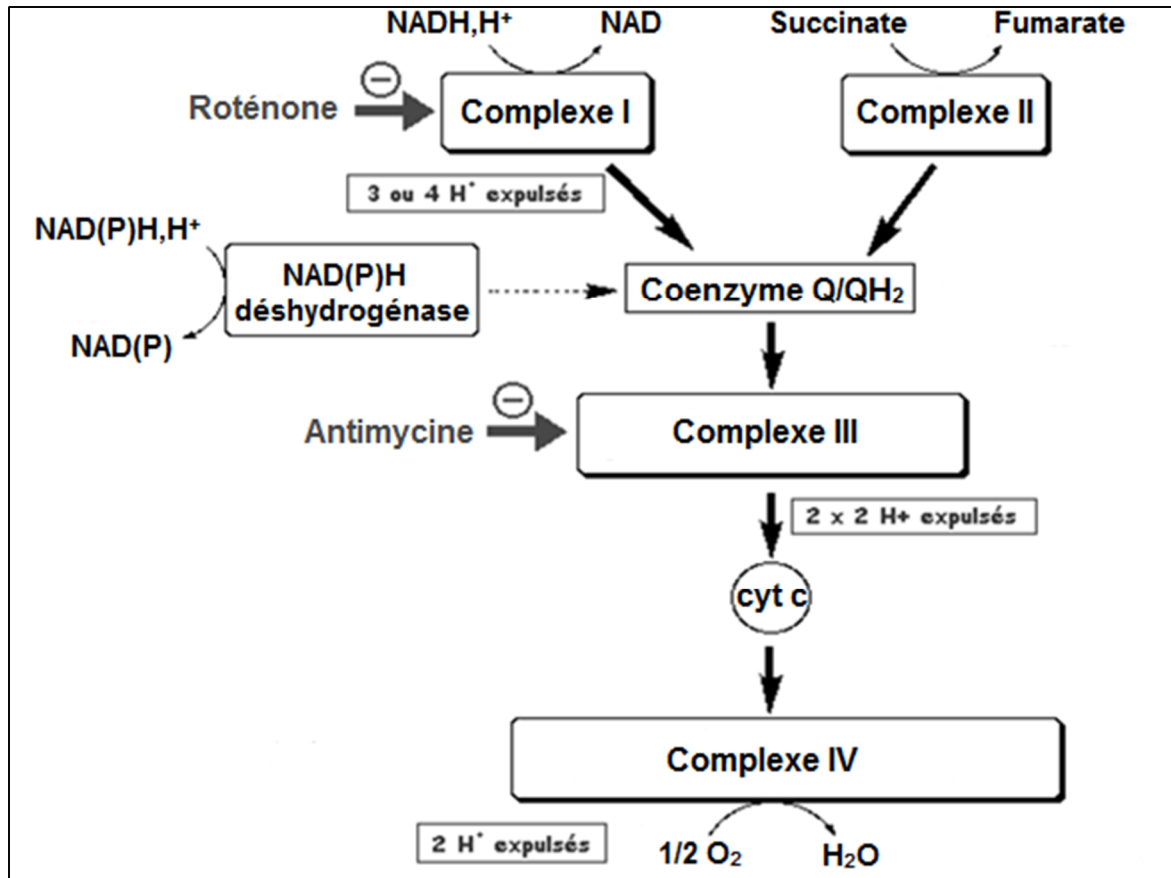 NADH,H⁺ NAD Succinate Fumarate
Roténone
−
Complexe I
Complexe II
3 ou 4 H⁺ expulsés
NAD(P)H,H⁺
NAD(P)H
déshydrogénase
NAD(P)
Coenzyme Q/QH₂
Antimycine
−
Complexe III
2 x 2 H+ expulsés
cyt c
Complexe IV
2 H⁺ expulsés
1/2 O₂ H₂O